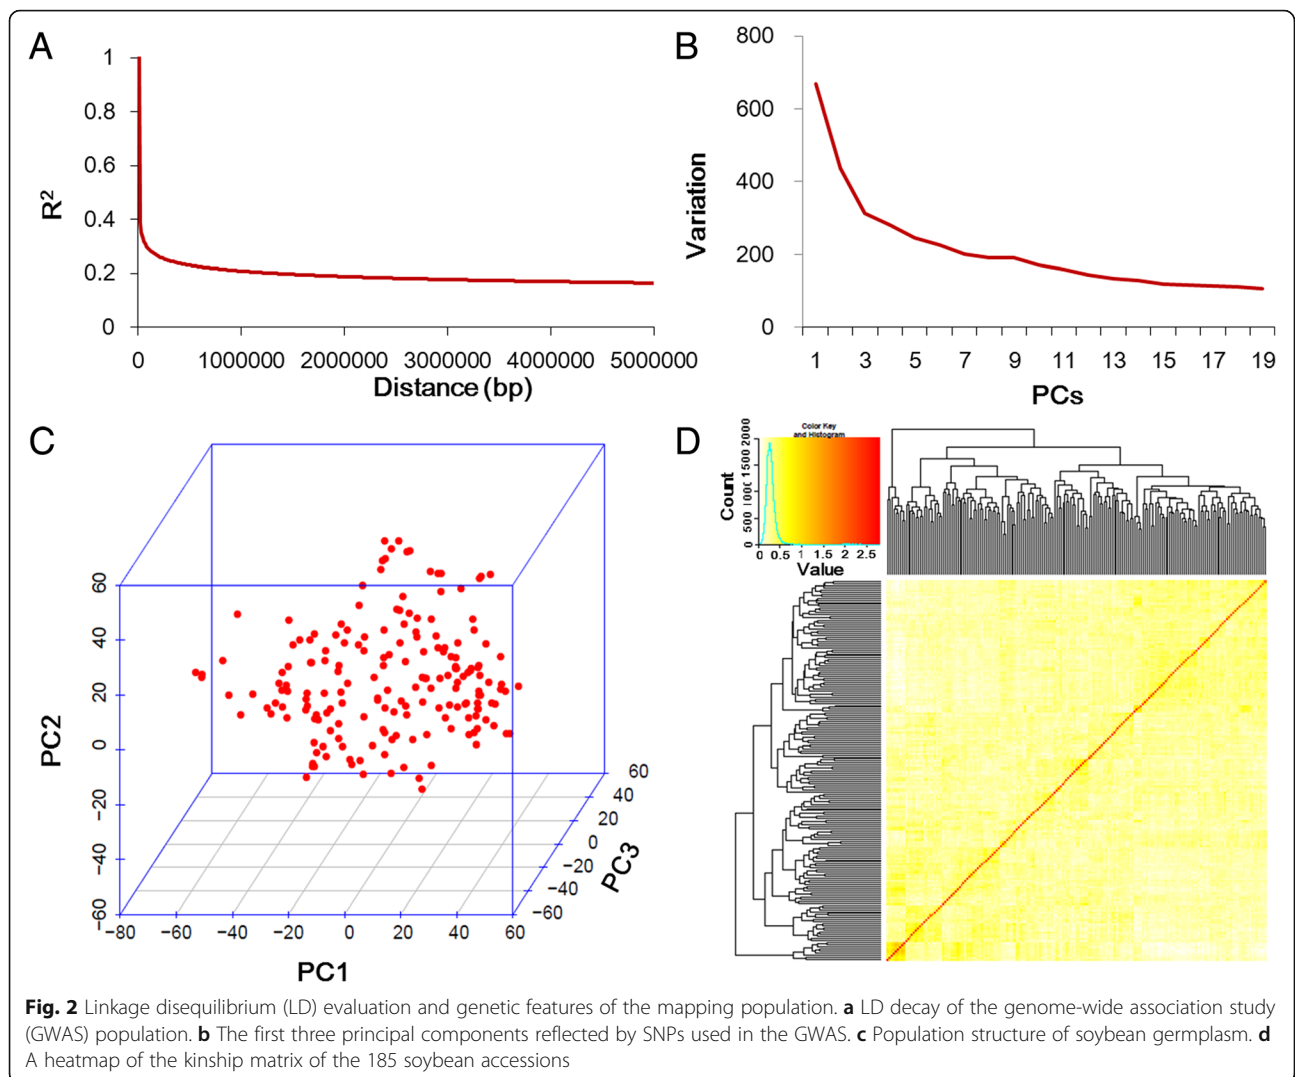 A
1
0.8
0.6
0.4
0.2
0
R²
0 1000000 2000000 3000000 4000000 5000000
Distance (bp)
B
800
600
400
200
0
Variation
1 3 5 7 9 11 13 15 17 19
PCs
C
60
40
20
0
−20
−40
−60
PC2
−80 −60 −40 −20 0 20 40 60
PC1
60
40
20
0
−20
−40
−60
PC3
D
Color Key
and Histogram
0 500 1000 1500 2000
Count
0 0.5 1 1.5 2 2.5
Value
Fig. 2 Linkage disequilibrium (LD) evaluation and genetic features of the mapping population. a LD decay of the genome-wide association study
(GWAS) population. b The first three principal components reflected by SNPs used in the GWAS. c Population structure of soybean germplasm. d
A heatmap of the kinship matrix of the 185 soybean accessions